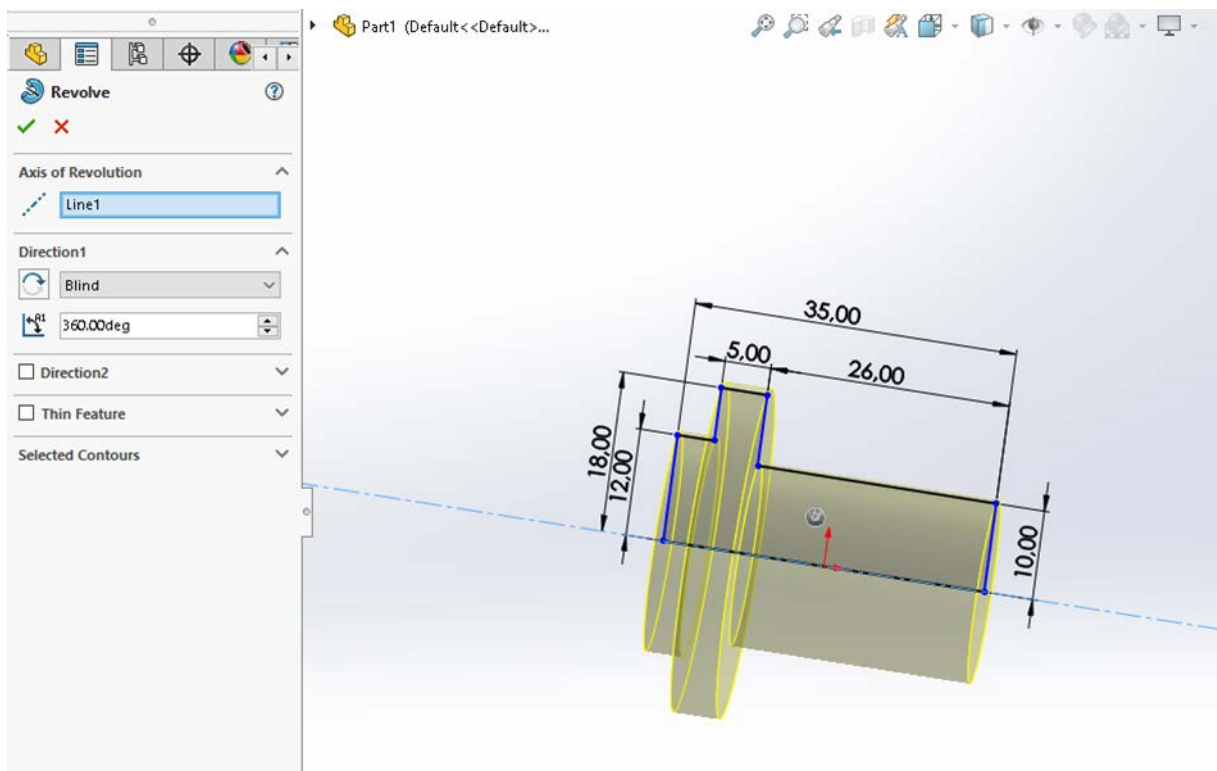 Part1 (Default<<Default>...
Revolve
Axis of Revolution
Line1
Direction1
Blind
360.00deg
Direction2
Thin Feature
Selected Contours
35,00
5,00
26,00
18,00
12,00
10,00